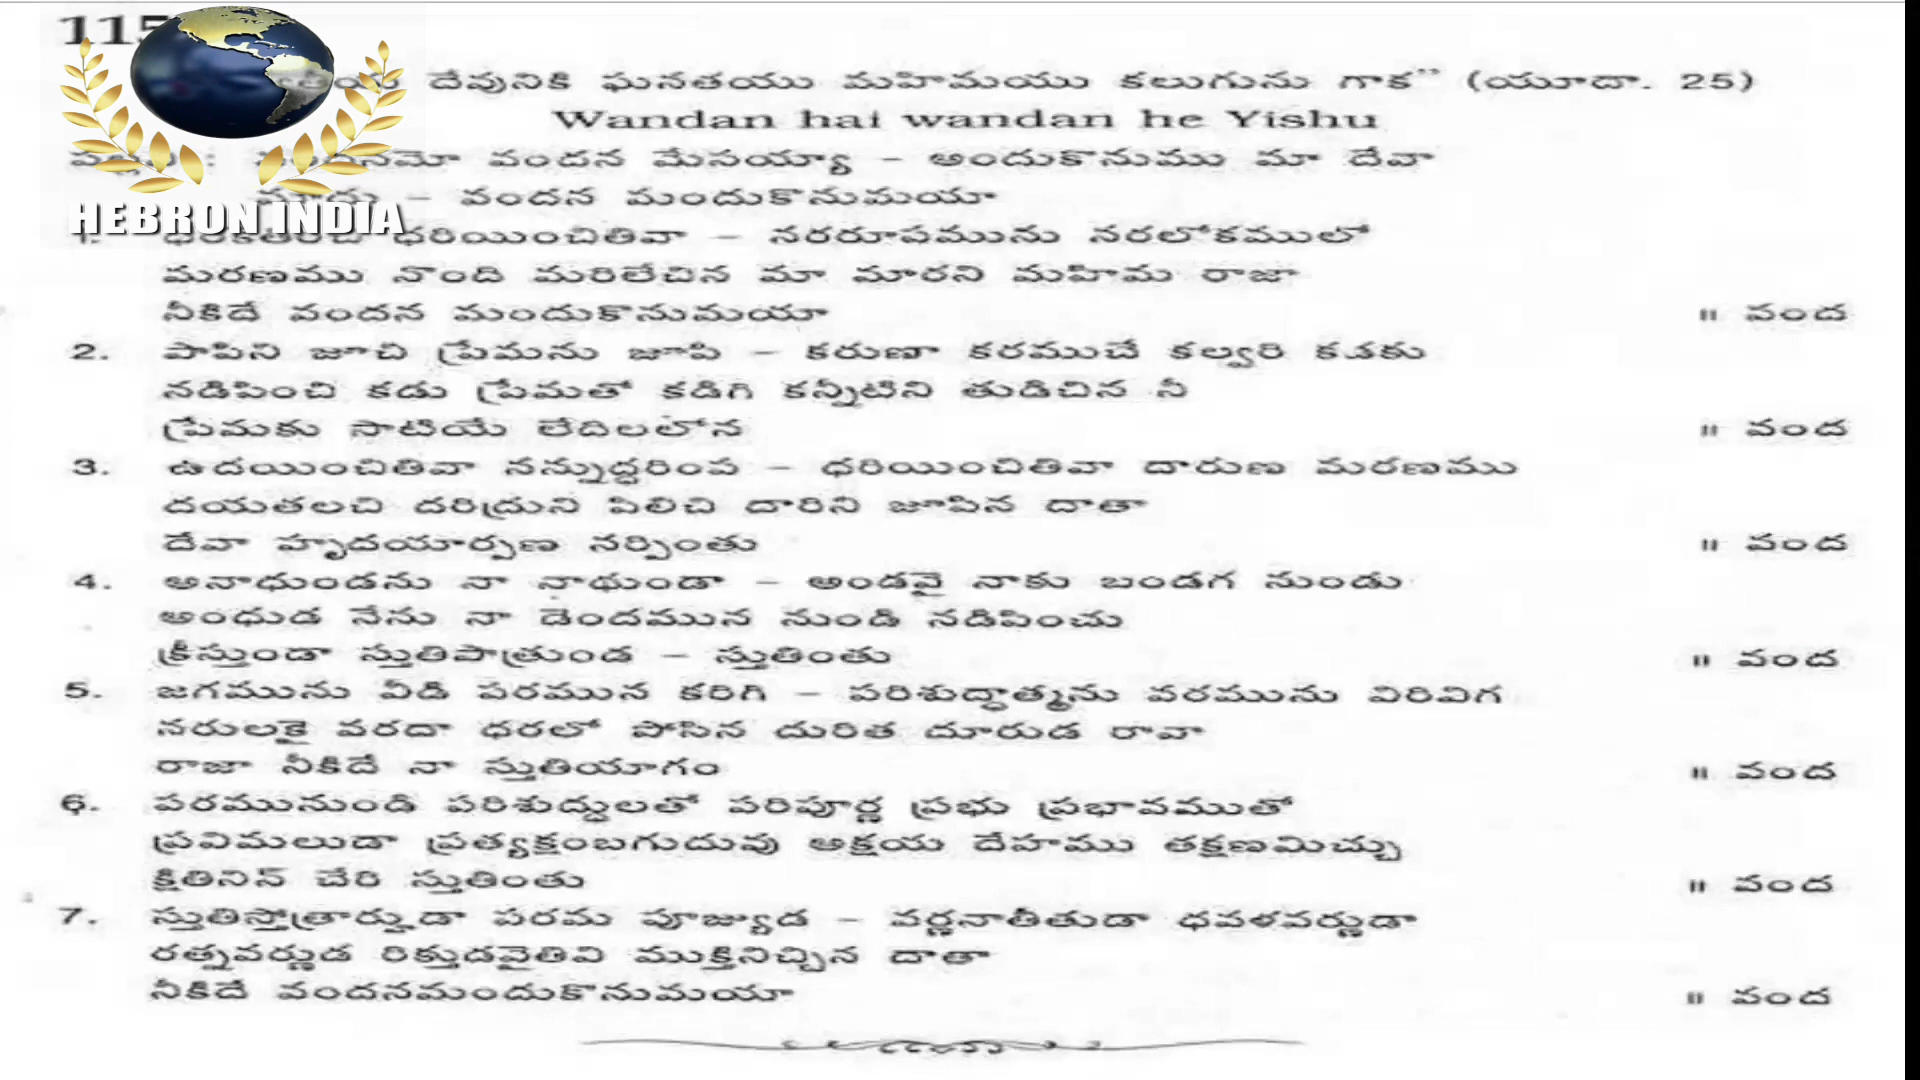 115
దేవునికి ఘనతయు మహిమయు కలుగును గాక” (యూదా. 25)
Wandan hai wandan he Yishu
వందన మేసయ్యా – అందుకొనుము మా దేవా
– వందన మందుకొనుమయా
HEBRON INDIA
1. ధరియించితివా – నరరూపమును నరలోకములో
మరణము నొంది మరిలేచిన మా మారని మహిమ రాజా
నీకిదే వందన మందుకొనుమయా ॥ వంద
2. పాపిని జూచి ప్రేమను జూపి – కరుణా కరముచే కల్వరి కడకు
నడిపించి కడు ప్రేమతో కడిగి కన్నీటిని తుడిచిన నీ
ప్రేమకు సాటియే లేదిలలోన ॥ వంద
3. ఉదయించితివా నన్నుద్దరింప – ధరియించితివా దారుణ మరణము
దయతలచి దరిద్రుని పిలిచి దారిని జూపిన దాతా
దేవా హృదయార్పణ నర్పింతు ॥ వంద
4. అనాధుండను నా నాథుండా – అండవై నాకు బండగ నుండు
అంధుడ నేను నా డెందమున నుండి నడిపించు
క్రీస్తుండా స్తుతిపాత్రుండ – స్తుతింతు ॥ వంద
5. జగమును వీడి పరమున కరిగి – పరిశుద్ధాత్మను వరమును విరివిగ
నరులకై వరదా ధరలో పోసిన దురిత దూరుడ రావా
రాజా నీకిదే నా స్తుతియాగం ॥ వంద
6. పరమునుండి పరిశుద్ధులతో పరిపూర్ణ ప్రభు ప్రభావముతో
ప్రవిమలుడా ప్రత్యక్షంబగుదువు అక్షయ దేహము తక్షణమిచ్చు
క్షితినిన్ చేరి స్తుతింతు ॥ వంద
7. స్తుతిస్తోత్రార్హుడా పరమ పూజ్యుడ – వర్ణనాతీతుడా ధవళవర్ణుడా
రత్నవర్ణుడ రిక్తుడవైతివి ముక్తినిచ్చిన దాతా
నీకిదే వందనమందుకొనుమయా ॥ వంద